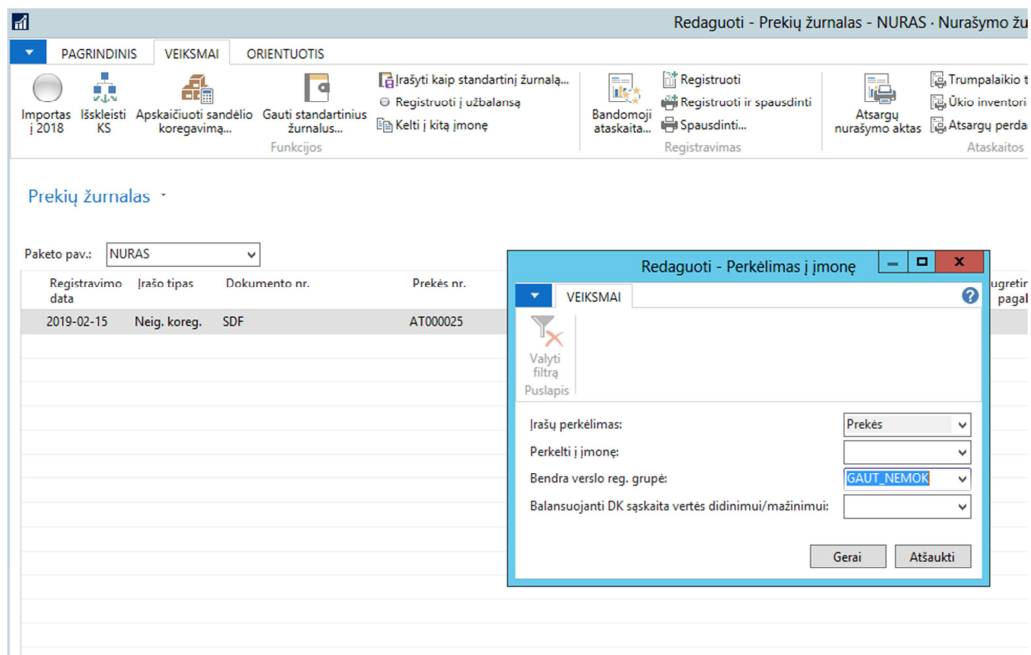 Redaguoti - Prekių žurnalas - NURAS · Nurašymo žu
PAGRINDINIS VEIKSMAI ORIENTUOTIS
Importas į 2018
Išskleisti KS
Apskaičiuoti sandėlio koregavimą...
Gauti standartinius žurnalus...
Įrašyti kaip standartinį žurnalą...
Registruoti į užbalansą
Kelti į kitą įmonę
Funkcijos
Bandomoji ataskaita...
Registruoti
Registruoti ir spausdinti
Spausdinti...
Registravimas
Atsargų nurašymo aktas
Trumpalaikio t
Ūkio inventori
Atsargų perda
Ataskaitos
Prekių žurnalas
Paketo pav.: NURAS
Registravimo data Įrašo tipas Dokumento nr. Prekės nr.
ugretir
pagal
2019-02-15 Neig. koreg. SDF AT000025
Redaguoti - Perkėlimas į įmonę
VEIKSMAI
Valyti filtrą
Puslapis
Įrašų perkėlimas: Prekės
Perkelti į įmonę:
Bendra verslo reg. grupė: GAUT_NEMOK
Balansuojanti DK sąskaita vertės didinimui/mažinimui:
Gerai Atšaukti